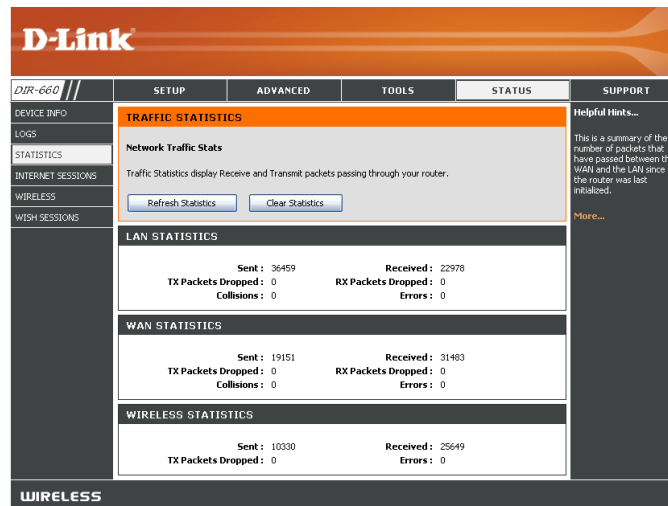 D-Link
DIR-660 // SETUP ADVANCED TOOLS STATUS SUPPORT
DEVICE INFO
LOGS
STATISTICS
INTERNET SESSIONS
WIRELESS
WISH SESSIONS
TRAFFIC STATISTICS
Network Traffic Stats
Traffic Statistics display Receive and Transmit packets passing through your router.
Refresh Statistics Clear Statistics
LAN STATISTICS
Sent : 36459 Received : 22978
TX Packets Dropped : 0 RX Packets Dropped : 0
Collisions : 0 Errors : 0
WAN STATISTICS
Sent : 19151 Received : 31483
TX Packets Dropped : 0 RX Packets Dropped : 0
Collisions : 0 Errors : 0
WIRELESS STATISTICS
Sent : 10330 Received : 25649
TX Packets Dropped : 0 Errors : 0
Helpful Hints...
This is a summary of the
number of packets that
have passed between th
WAN and the LAN since
the router was last
initialized.
More...
WIRELESS